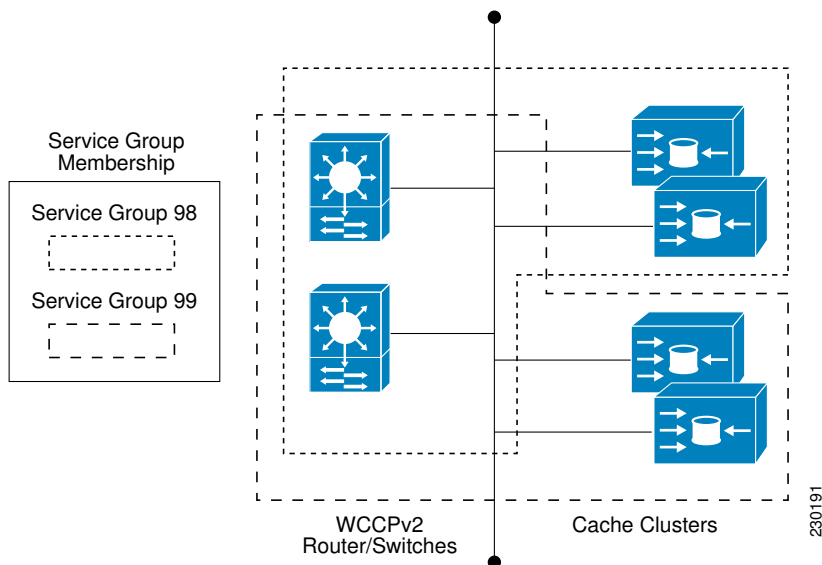 Service Group
Membership
Service Group 98
Service Group 99
WCCPv2
Router/Switches
Cache Clusters
230191